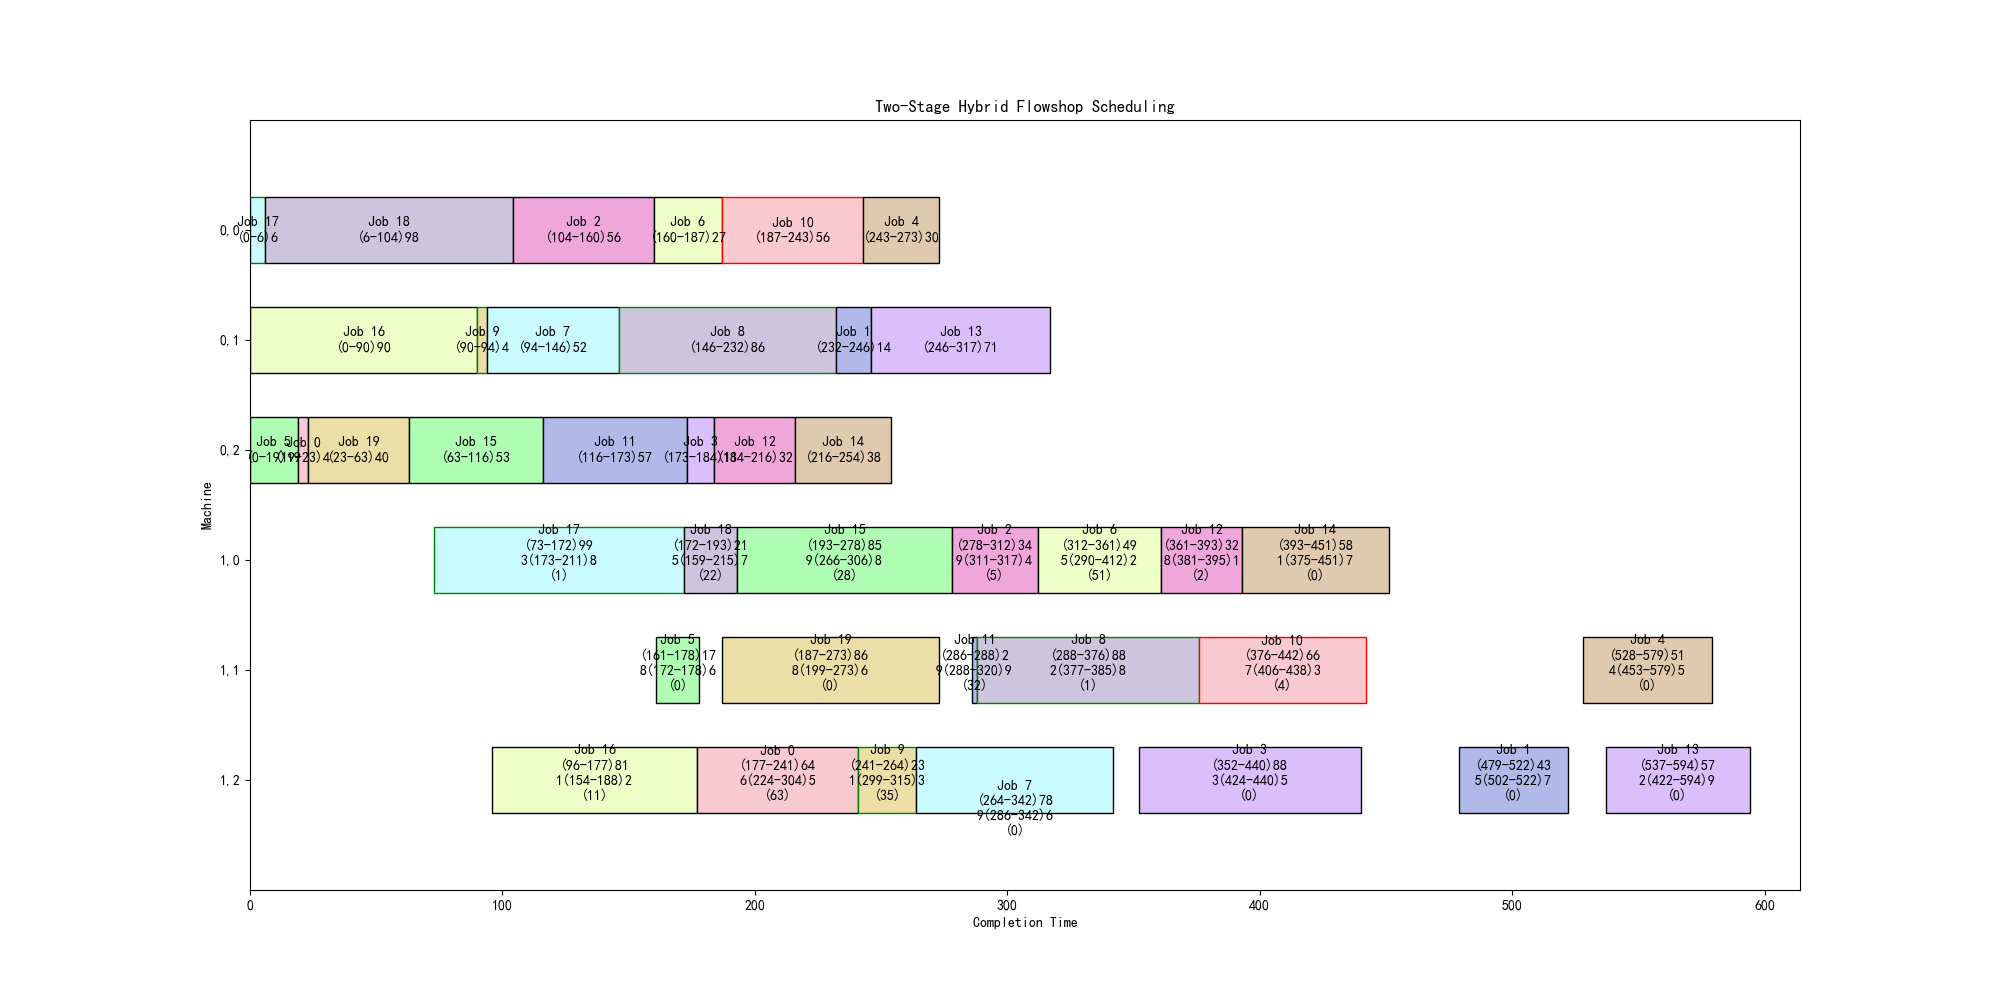 Two-Stage Hybrid Flowshop Scheduling
Machine
0,0
Job 17
(0-6)6
Job 18
(6-104)98
Job 2
(104-160)56
Job 6
(160-187)27
Job 10
(187-243)56
Job 4
(243-273)30
0,1
Job 16
(0-90)90
Job 9
(90-94)4
Job 7
(94-146)52
Job 8
(146-232)86
Job 1
(232-246)14
Job 13
(246-317)71
0,2
Job 5
(0-19)19
Job 0
(19-23)4
Job 19
(23-63)40
Job 15
(63-116)53
Job 11
(116-173)57
Job 3
(173-184)11
Job 12
(184-216)32
Job 14
(216-254)38
1,0
Job 17
(73-172)99
3(173-211)8
(1)
Job 18
(172-193)21
5(159-215)7
(22)
Job 15
(193-278)85
9(266-306)8
(28)
Job 2
(278-312)34
9(311-317)4
(5)
Job 6
(312-361)49
5(290-412)2
(51)
Job 12
(361-393)32
8(381-395)1
(2)
Job 14
(393-451)58
1(375-451)7
(0)
1,1
Job 5
(161-178)17
8(172-178)6
(0)
Job 19
(187-273)86
8(199-273)6
(0)
Job 11
(286-288)2
9(288-320)9
(32)
Job 8
(288-376)88
2(377-385)8
(1)
Job 10
(376-442)66
7(406-438)3
(4)
Job 4
(528-579)51
4(453-579)5
(0)
1,2
Job 16
(96-177)81
1(154-188)2
(11)
Job 0
(177-241)64
6(224-304)5
(63)
Job 9
(241-264)23
1(299-315)3
(35)
Job 7
(264-342)78
9(286-342)6
(0)
Job 3
(352-440)88
3(424-440)5
(0)
Job 1
(479-522)43
5(502-522)7
(0)
Job 13
(537-594)57
2(422-594)9
(0)
0
100
200
300
400
500
600
Completion Time